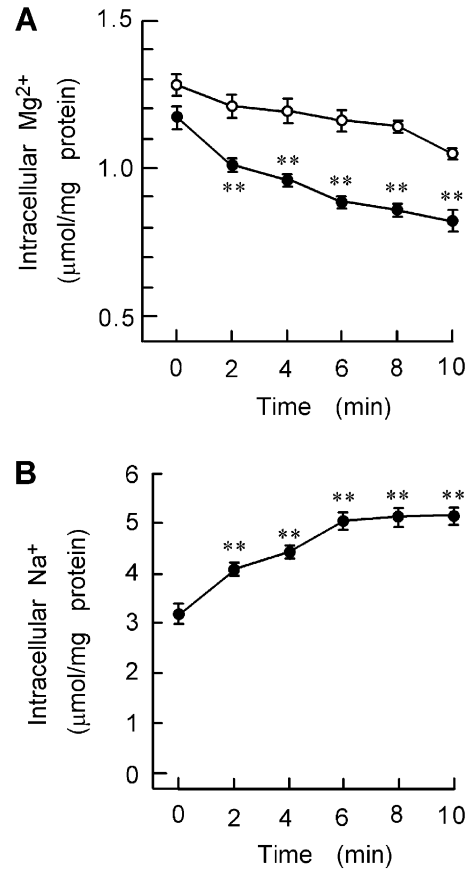 A
Intracellular Mg²⁺
(μmol/mg protein)
1.5
1.0
0.5
**
**
**
**
**
0 2 4 6 8 10
Time (min)
B
Intracellular Na⁺
(μmol/mg protein)
6
5
4
3
2
1
0
**
**
**
**
**
0 2 4 6 8 10
Time (min)